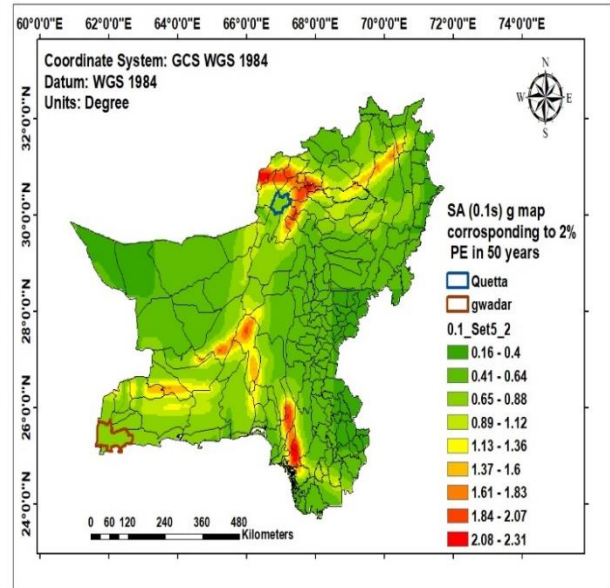 60°0'0"E 62°0'0"E 64°0'0"E 66°0'0"E 68°0'0"E 70°0'0"E 72°0'0"E 74°0'0"E
Coordinate System: GCS WGS 1984
Datum: WGS 1984
Units: Degree
N
W E
S
32°0'0"N
30°0'0"N
28°0'0"N
26°0'0"N
24°0'0"N
SA (0.1s) g map
corrosponding to 2%
PE in 50 years
Quetta
gwadar
0.1_Set5_2
0.16 - 0.4
0.41 - 0.64
0.65 - 0.88
0.89 - 1.12
1.13 - 1.36
1.37 - 1.6
1.61 - 1.83
1.84 - 2.07
2.08 - 2.31
0 60 120 240 360 480
Kilometers